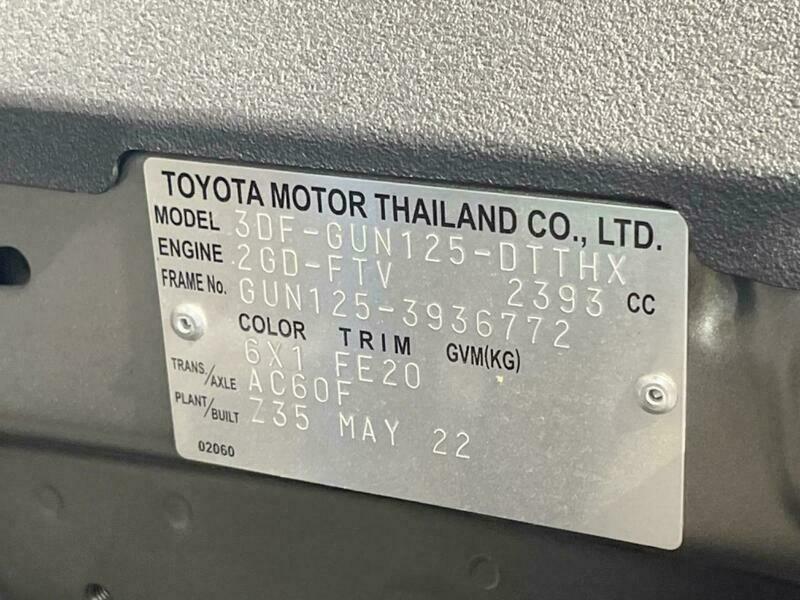 TOYOTA MOTOR THAILAND CO., LTD.
MODEL 3DF-GUN125-DTTHX
ENGINE 2GD-FTV 2393 CC
FRAME No. GUN125-3936772
COLOR TRIM GVM(KG)
6X1 FE20
TRANS./AXLE AC60F
PLANT/BUILT Z35 MAY 22
02060